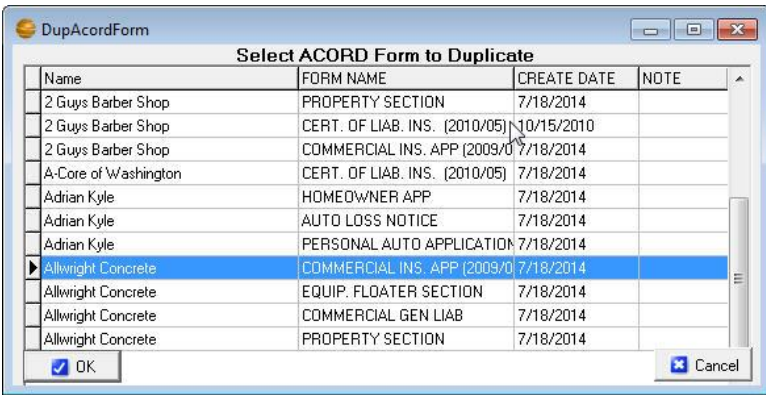 DupAcordForm
Select ACORD Form to Duplicate
Name FORM NAME CREATE DATE NOTE
2 Guys Barber Shop PROPERTY SECTION 7/18/2014
2 Guys Barber Shop CERT. OF LIAB. INS. (2010/05) 10/15/2010
2 Guys Barber Shop COMMERCIAL INS. APP (2009/0 7/18/2014
A-Core of Washington CERT. OF LIAB. INS. (2010/05) 7/18/2014
Adrian Kyle HOMEOWNER APP 7/18/2014
Adrian Kyle AUTO LOSS NOTICE 7/18/2014
Adrian Kyle PERSONAL AUTO APPLICATION 7/18/2014
Allwright Concrete COMMERCIAL INS. APP (2009/0 7/18/2014
Allwright Concrete EQUIP. FLOATER SECTION 7/18/2014
Allwright Concrete COMMERCIAL GEN LIAB 7/18/2014
Allwright Concrete PROPERTY SECTION 7/18/2014
OK Cancel